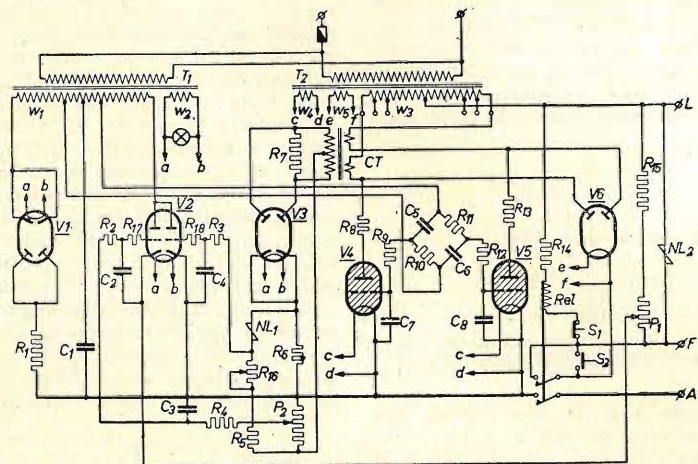 T1 T2
W1 W2 W4 W5 W3
a b c d e f
L
R7 CT R15
a b V1
R2 R17 V2 R18 R3
V3 R8 V4 R9 C5 R11 R10 C6 R12 R13 V5 V6
NL2
C2 a b C4 a b
R14 e f
Rel
R1 C1 NL1 R6 C7 C8 S1 P1
R16 c d c d S2 F
C3 R4 P2 R5 A